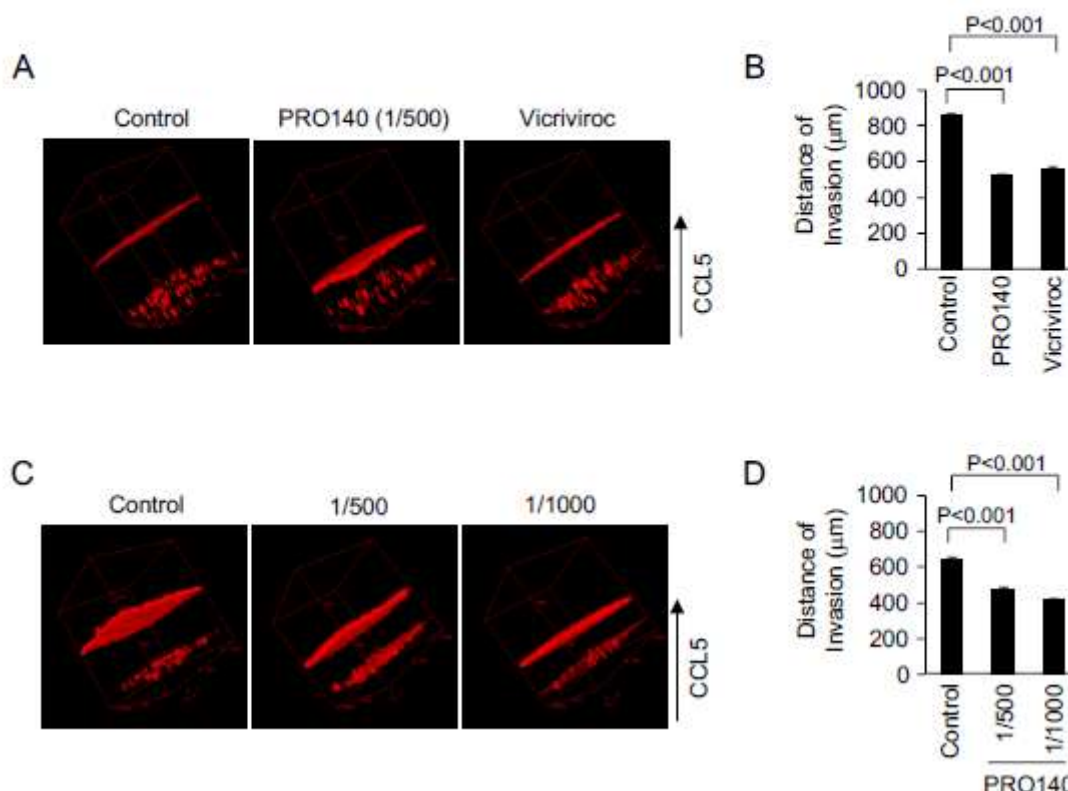 A
Control
PRO140 (1/500)
Vicriviroc
CCL5
B
P<0.001
P<0.001
Distance of
Invasion (μm)
1000
800
600
400
200
0
Control
PRO140
Vicriviroc
C
Control
1/500
1/1000
CCL5
D
P<0.001
P<0.001
Distance of
Invasion (μm)
1000
800
600
400
200
0
Control
1/500
1/1000
PRO140